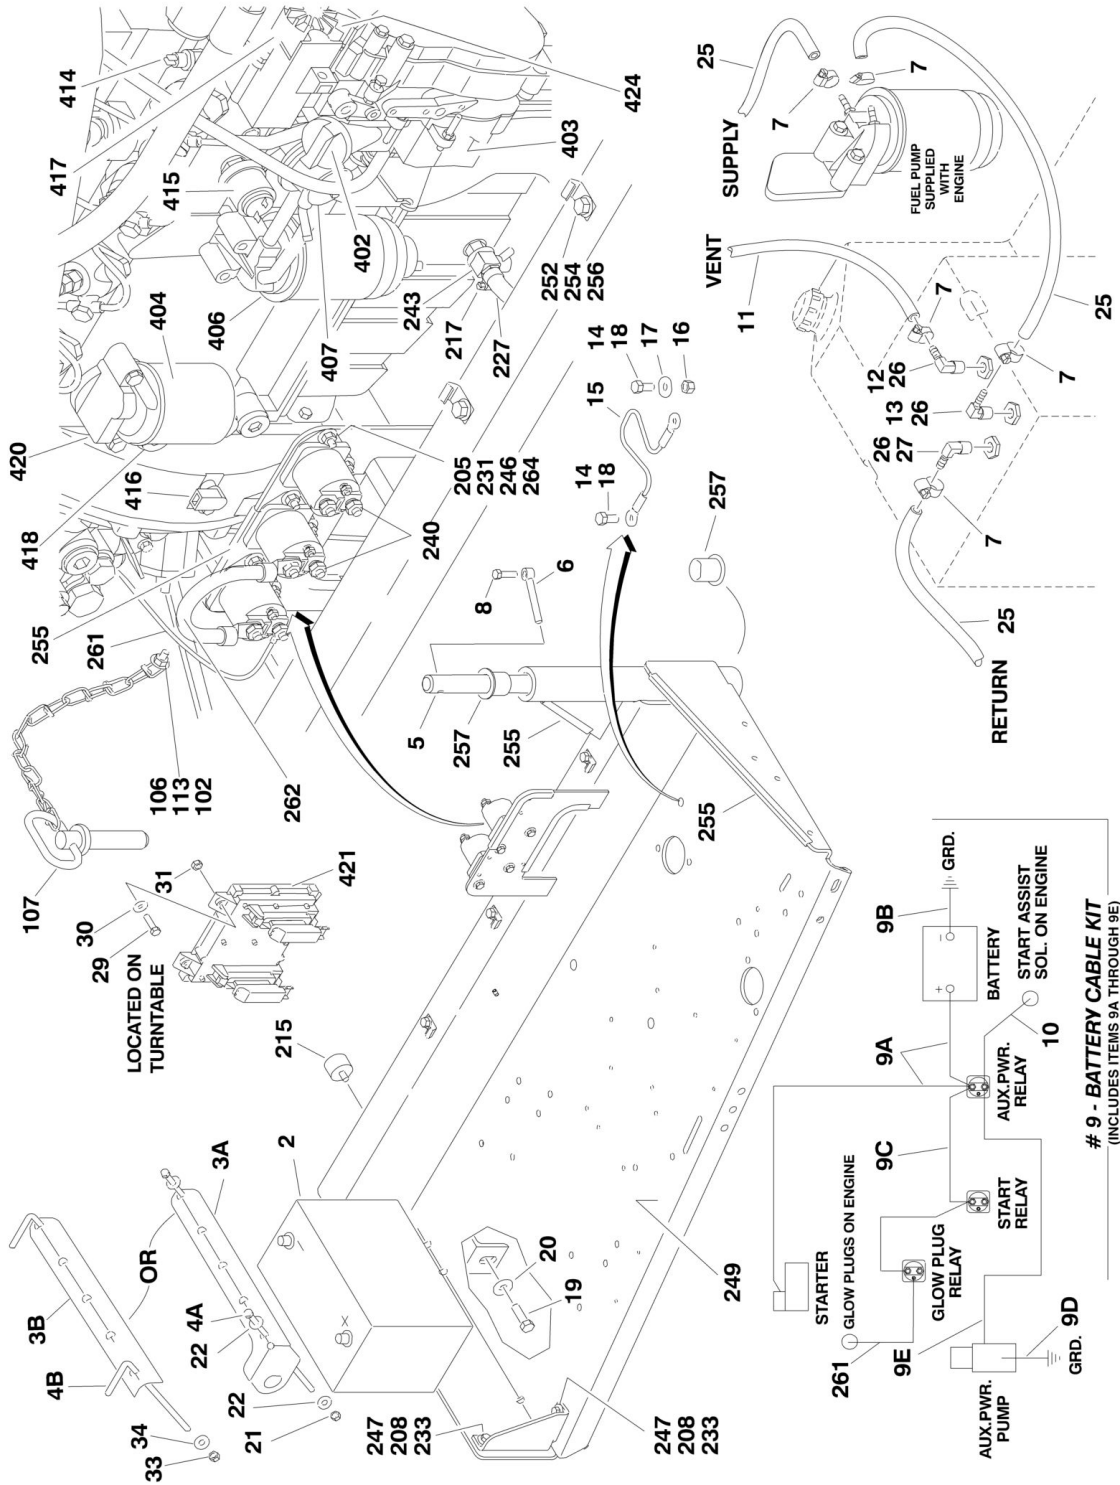 414
417
415
404
420
406
418
416
407
402
424
403
243
217
227
252
254
256
205
231
246
264
240
255
261
262
106
113
102
107
31
30
29
421
LOCATED ON
TURNTABLE
215
3B
4B
OR
3A
2
4A
22
22
21
34
33
+
-
20
19
247
208
233
247
208
233
249
5
257
255
8
6
255
257
14
18
15
14
18
17
16
SUPPLY
25
7
7
FUEL PUMP
SUPPLIED
WITH
ENGINE
VENT
11
7
12
26
13
26
26
27
7
7
25
25
RETURN
STARTER
GLOW PLUGS ON ENGINE
261
GLOW PLUG
RELAY
9E
9D
GRD.
AUX.PWR.
PUMP
9C
START
RELAY
9A
AUX.PWR.
RELAY
10
START ASSIST
SOL. ON ENGINE
+
-
BATTERY
9B
GRD.
# 9 - BATTERY CABLE KIT
(INCLUDES ITEMS 9A THROUGH 9E)